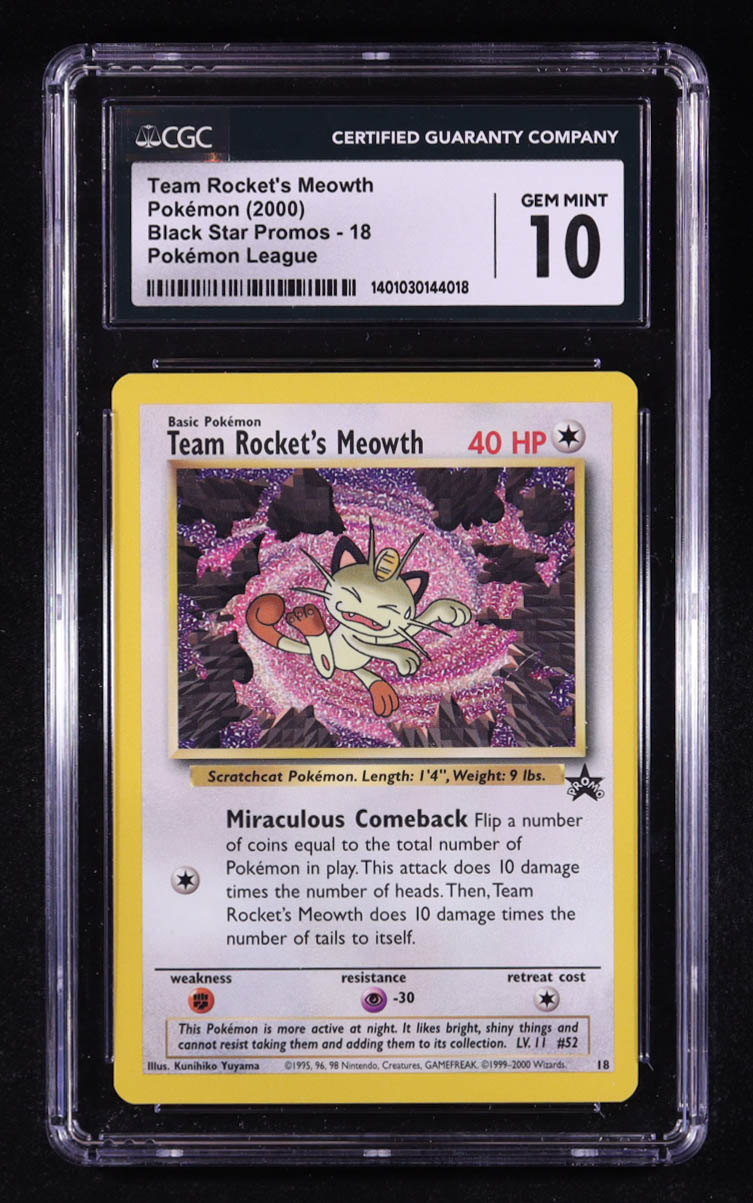 CGC
CERTIFIED GUARANTY COMPANY
Team Rocket's Meowth
Pokémon (2000)
Black Star Promos - 18
Pokémon League
GEM MINT
10
1401030144018
Basic Pokémon
Team Rocket's Meowth 40 HP
Scratchcat Pokémon. Length: 1'4", Weight: 9 lbs.
PROMO
Miraculous Comeback Flip a number
of coins equal to the total number of
Pokémon in play. This attack does 10 damage
times the number of heads. Then, Team
Rocket's Meowth does 10 damage times the
number of tails to itself.
weakness resistance retreat cost
-30
This Pokémon is more active at night. It likes bright, shiny things and
cannot resist taking them and adding them to its collection. LV. 11 #52
Illus. Kunihiko Yuyama ©1995, 96, 98 Nintendo, Creatures, GAMEFREAK. ©1999-2000 Wizards. 18